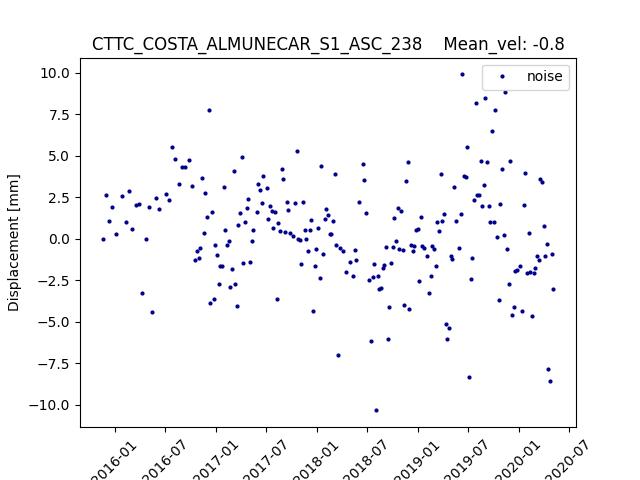 CTTC_COSTA_ALMUNECAR_S1_ASC_238 Mean_vel: -0.8
noise
Displacement [mm]
10.0
7.5
5.0
2.5
0.0
−2.5
−5.0
−7.5
−10.0
2016-01 2016-07 2017-01 2017-07 2018-01 2018-07 2019-01 2019-07 2020-01 2020-07